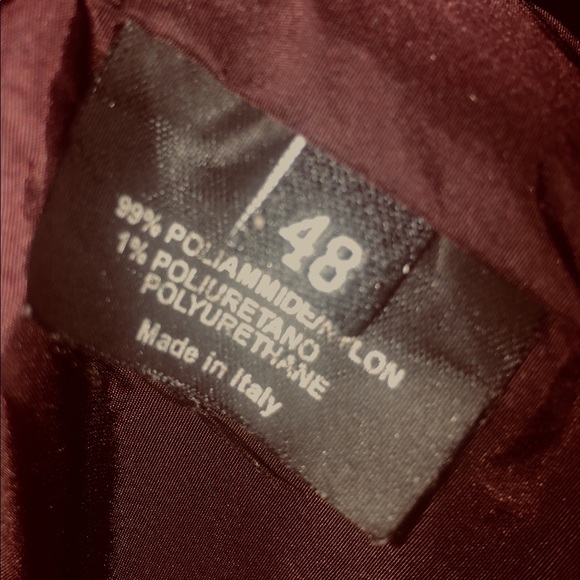 48
99% POLIAMMIDE/NYLON
1% POLIURETANO
POLYURETHANE
Made in Italy